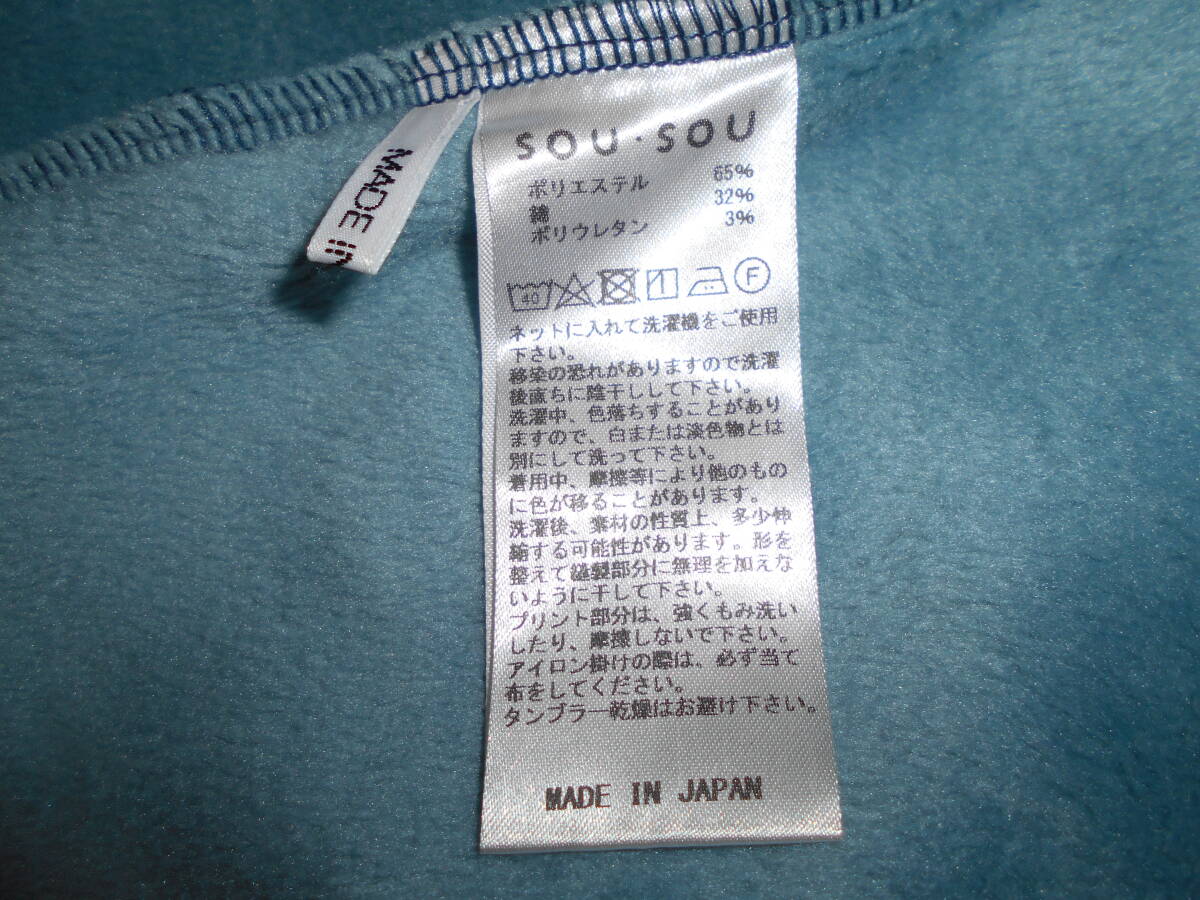 SOU・SOU
ポリエステル 65%
綿 32%
ポリウレタン 3%
40 F
ネットに入れて洗濯機をご使用
下さい。
移染の恐れがありますので洗濯
後直ちに陰干しして下さい。
洗濯中、色落ちすることがあり
ますので、白または淡色物とは
別にして洗って下さい。
着用中、摩擦等により他のもの
に色が移ることがあります。
洗濯後、素材の性質上、多少伸
縮する可能性があります。形を
整えて縫製部分に無理を加えな
いように干して下さい。
プリント部分は、強くもみ洗い
したり、摩擦しないで下さい。
アイロン掛けの際は、必ず当て
布をしてください。
タンブラー乾燥はお避け下さい。
MADE IN JAPAN
MADE IN